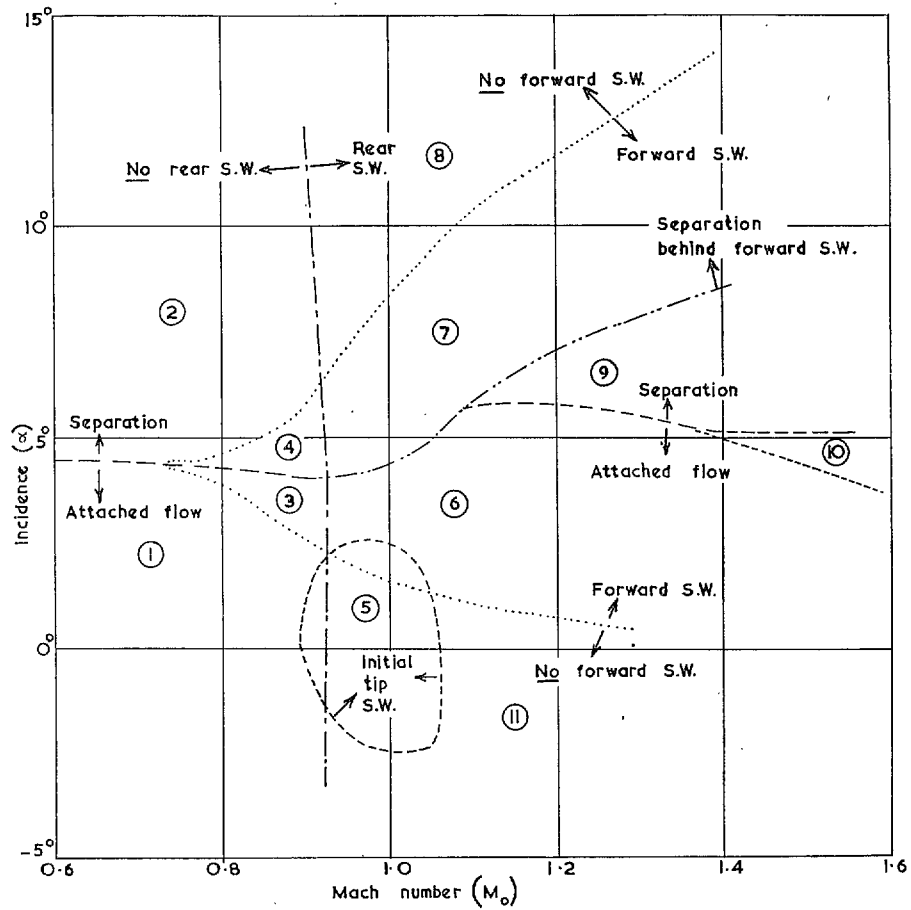 15°
No forward S.W.
Forward S.W.
No rear S.W.
Rear
S.W.
8
10°
Separation
behind forward S.W.
2
7
9
Separation
Separation
4
5°
10
Attached flow
3
6
Attached flow
Incidence (α)
1
5
Forward S.W.
0°
Initial
tip
S.W.
No forward S.W.
11
-5°
0·6
0·8
1·0
1·2
1·4
1·6
Mach number (M₀)